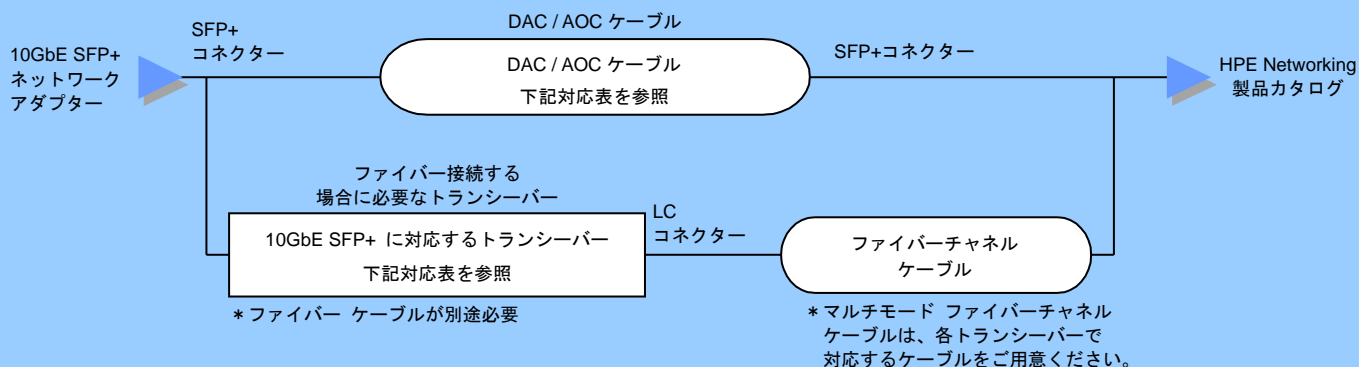 10GbE SFP+
ネットワーク
アダプター
SFP+
コネクター
DAC / AOC ケーブル
DAC / AOC ケーブル
下記対応表を参照
SFP+コネクター
HPE Networking
製品カタログ
ファイバー接続する
場合に必要なトランシーバー
10GbE SFP+ に対応するトランシーバー
下記対応表を参照
＊ファイバー ケーブルが別途必要
LC
コネクター
ファイバーチャネル
ケーブル
＊マルチモード ファイバーチャネル
ケーブルは、各トランシーバーで
対応するケーブルをご用意ください。